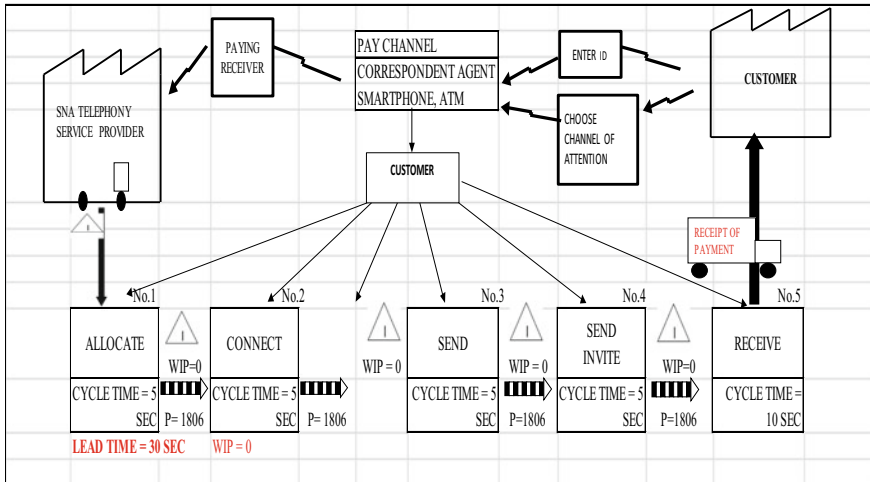 PAYING
RECEIVER
PAY CHANNEL
CORRESPONDENT AGENT
SMARTPHONE, ATM
ENTER ID
CHOOSE
CHANNEL OF
ATTENTION
CUSTOMER
SNA TELEPHONY
SERVICE PROVIDER
CUSTOMER
RECEIPT OF
PAYMENT
No.1
No.2
No.3
No.4
No.5
ALLOCATE
WIP=0
CONNECT
WIP = 0
SEND
WIP = 0
SEND
INVITE
WIP=0
RECEIVE
CYCLE TIME = 5
SEC
P= 1806
CYCLE TIME = 5
SEC
P= 1806
CYCLE TIME = 5
SEC
P=1806
CYCLE TIME = 5
SEC
P=1806
CYCLE TIME =
10 SEC
LEAD TIME = 30 SEC
WIP = 0